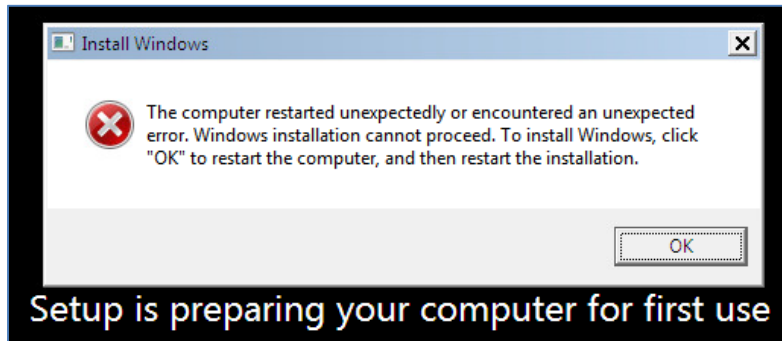 Install Windows
The computer restarted unexpectedly or encountered an unexpected
error. Windows installation cannot proceed. To install Windows, click
"OK" to restart the computer, and then restart the installation.
OK
Setup is preparing your computer for first use